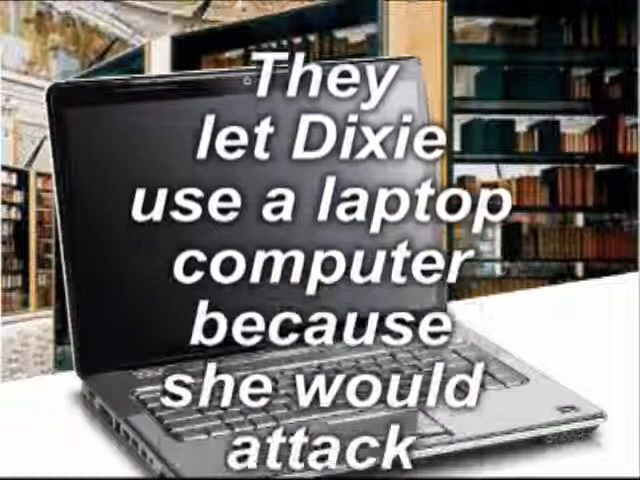 They
let Dixie
use a laptop
computer
because
she would
attack